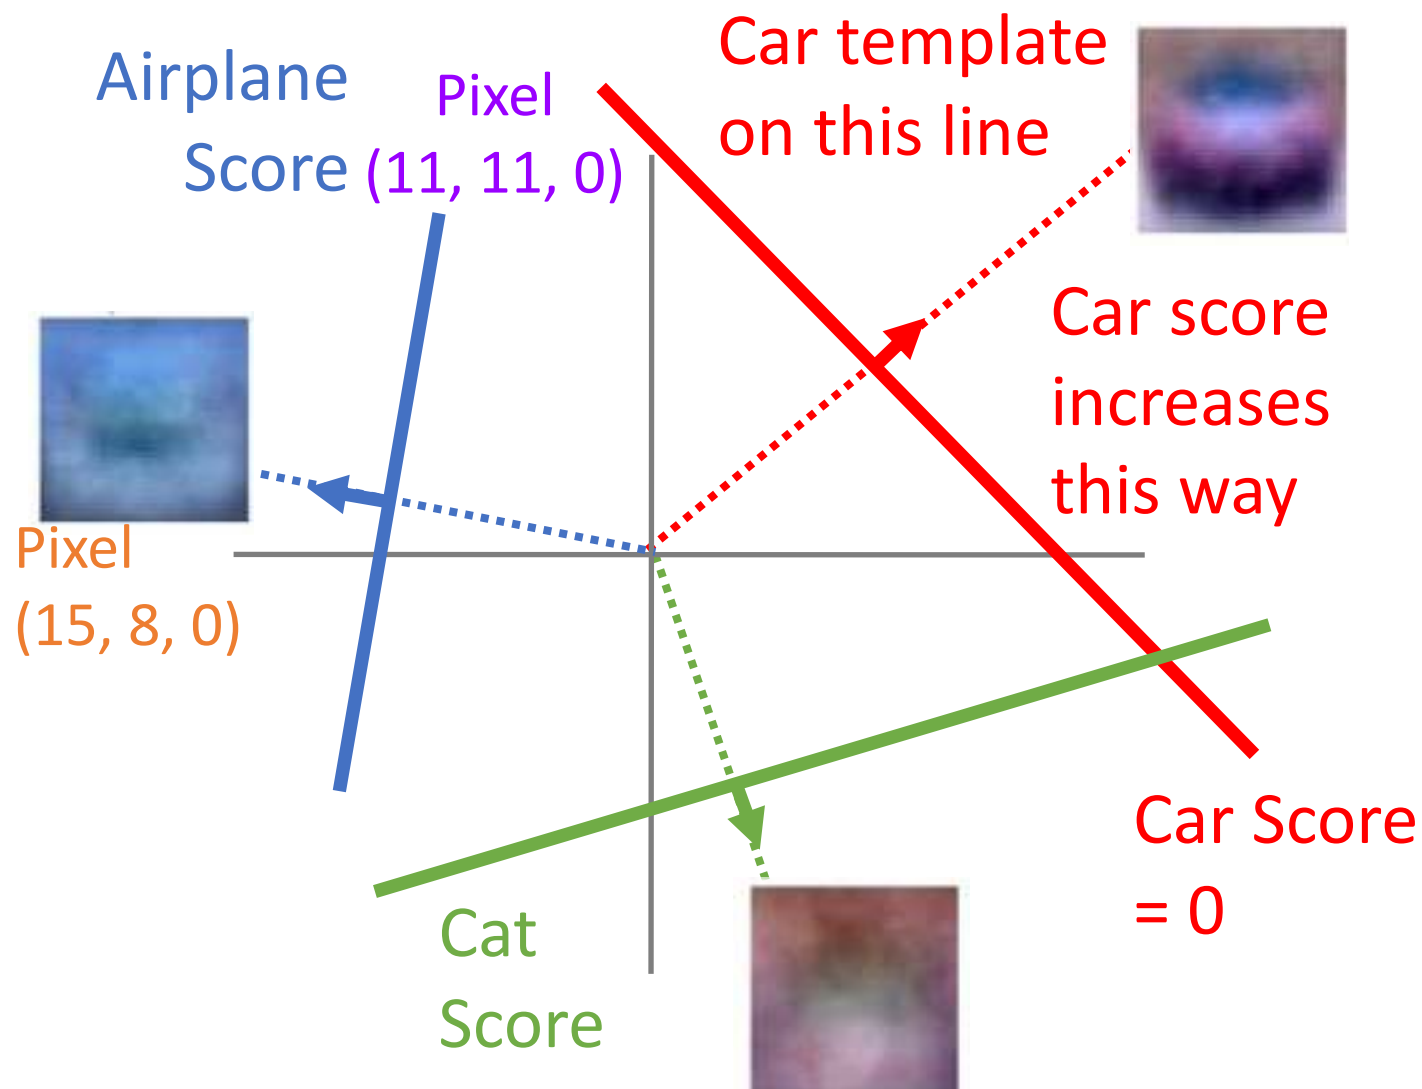 Airplane
Score
Pixel
(11, 11, 0)
Car template
on this line
Car score
increases
this way
Pixel
(15, 8, 0)
Car Score
= 0
Cat
Score